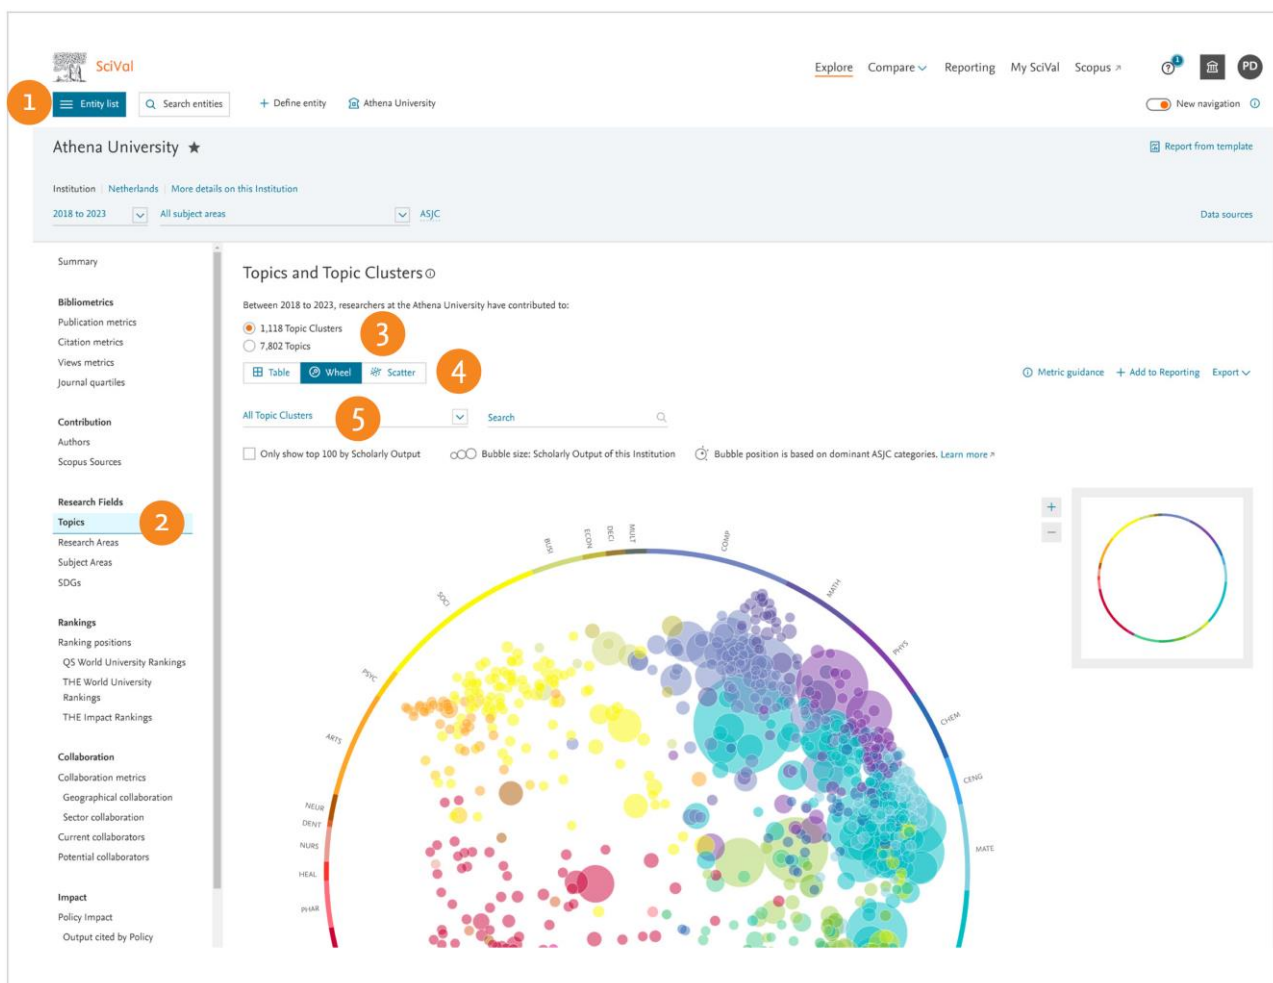 SciVal
Explore Compare Reporting My SciVal Scopus
1
PD
1
Entity list
Search entities
+ Define entity
Athena University
New navigation
Athena University
Report from template
Institution | Netherlands | More details on this Institution
2018 to 2023
All subject areas
ASJC
Data sources
Summary
Bibliometrics
Publication metrics
Citation metrics
Views metrics
Journal quartiles
Contribution
Authors
Scopus Sources
Research Fields
Topics
2
Research Areas
Subject Areas
SDGs
Rankings
Ranking positions
QS World University Rankings
THE World University
Rankings
THE Impact Rankings
Collaboration
Collaboration metrics
Geographical collaboration
Sector collaboration
Current collaborators
Potential collaborators
Impact
Policy Impact
Output cited by Policy
Topics and Topic Clusters
Between 2018 to 2023, researchers at the Athena University have contributed to:
1,118 Topic Clusters
7,802 Topics
3
Table Wheel Scatter
4
Metric guidance + Add to Reporting Export
All Topic Clusters
5
Search
Only show top 100 by Scholarly Output
Bubble size: Scholarly Output of this Institution
Bubble position is based on dominant ASJC categories. Learn more
+
−
PHAR
HEAL
NURS
DENT
NEUR
ARTS
PSYC
SOCI
BUSI
ECON
DECI
MULT
COMP
MATH
PHYS
CHEM
CENG
MATE